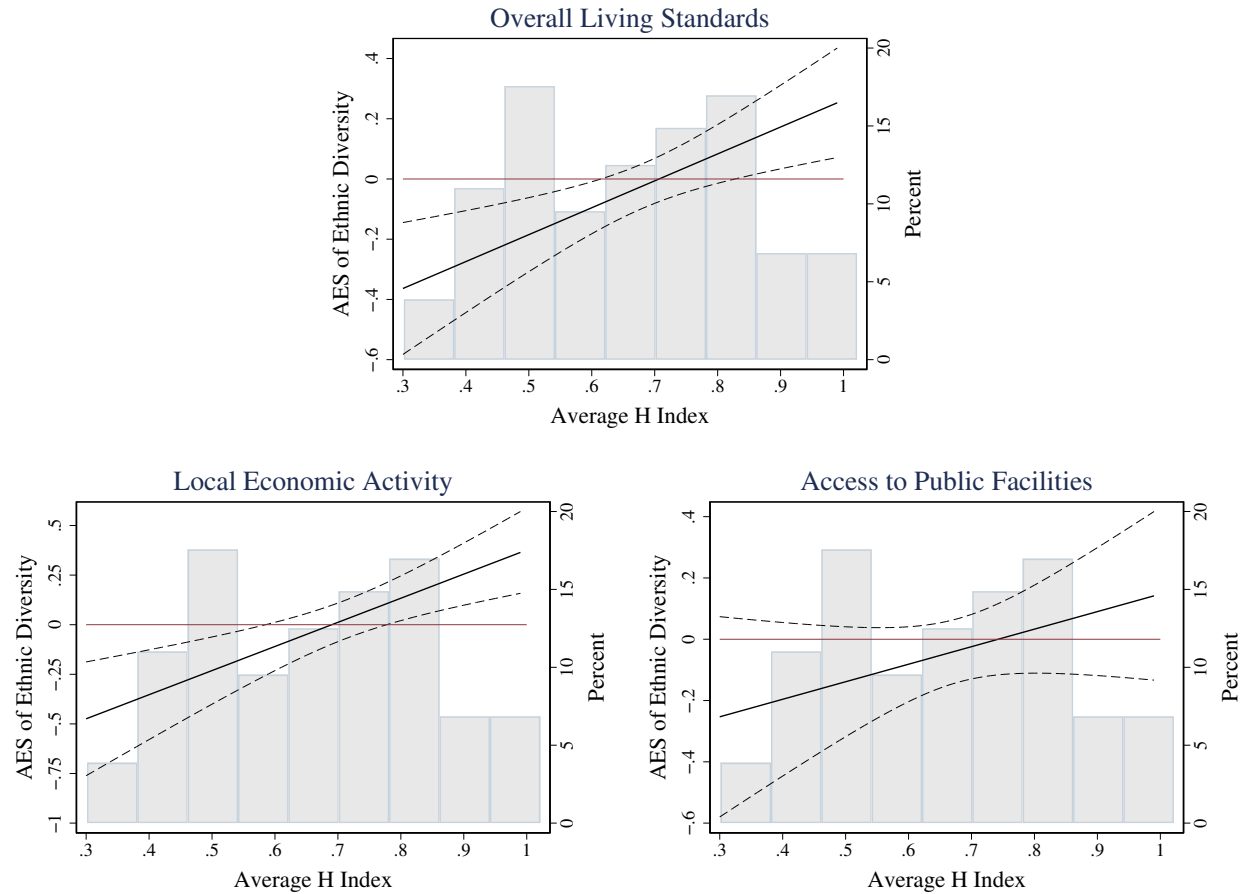 Overall Living Standards
AES of Ethnic Diversity
.4
.2
0
−.2
−.4
−.6
20
15
10
5
0
Percent
.3 .4 .5 .6 .7 .8 .9 1
Average H Index
Local Economic Activity
AES of Ethnic Diversity
.5
.25
0
−.25
−.5
−.75
−1
20
15
10
5
0
Percent
.3 .4 .5 .6 .7 .8 .9 1
Average H Index
Access to Public Facilities
AES of Ethnic Diversity
.4
.2
0
−.2
−.4
−.6
20
15
10
5
0
Percent
.3 .4 .5 .6 .7 .8 .9 1
Average H Index